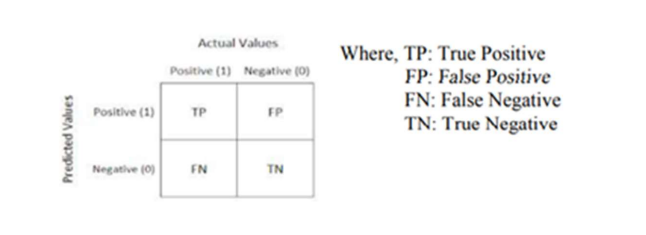 Actual Values
Positive (1) Negative (0)
Predicted Values
Positive (1) TP FP
Negative (0) FN TN
Where, TP: True Positive
FP: False Positive
FN: False Negative
TN: True Negative